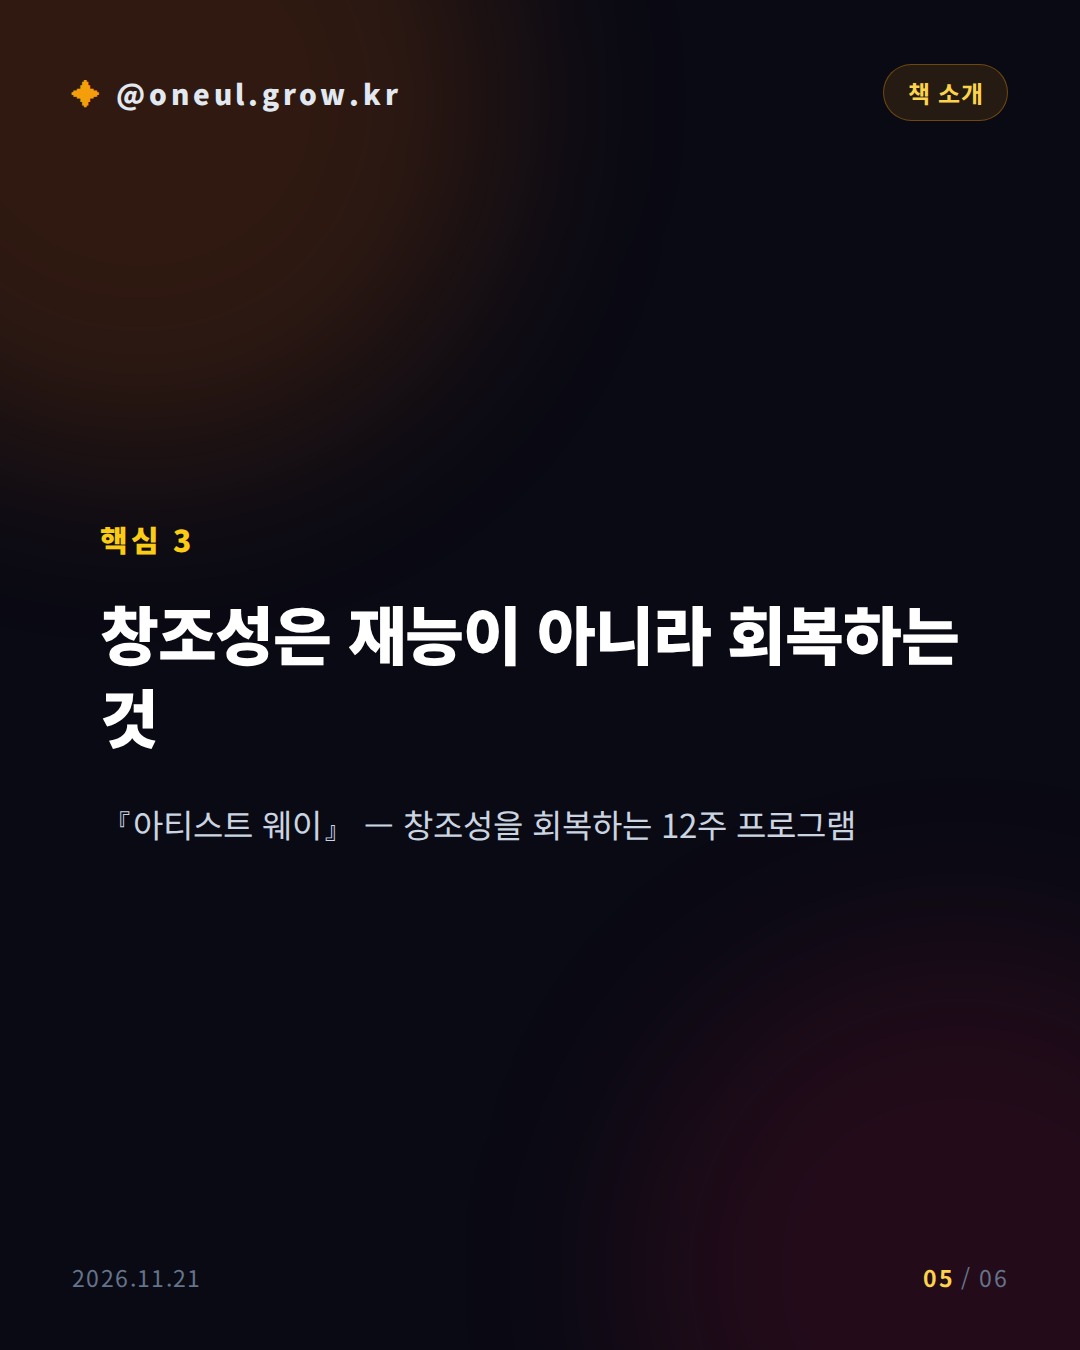 @oneul.grow.kr
책 소개
핵심 3
창조성은 재능이 아니라 회복하는
것
『아티스트 웨이』 — 창조성을 회복하는 12주 프로그램
2026.11.21
05 / 06